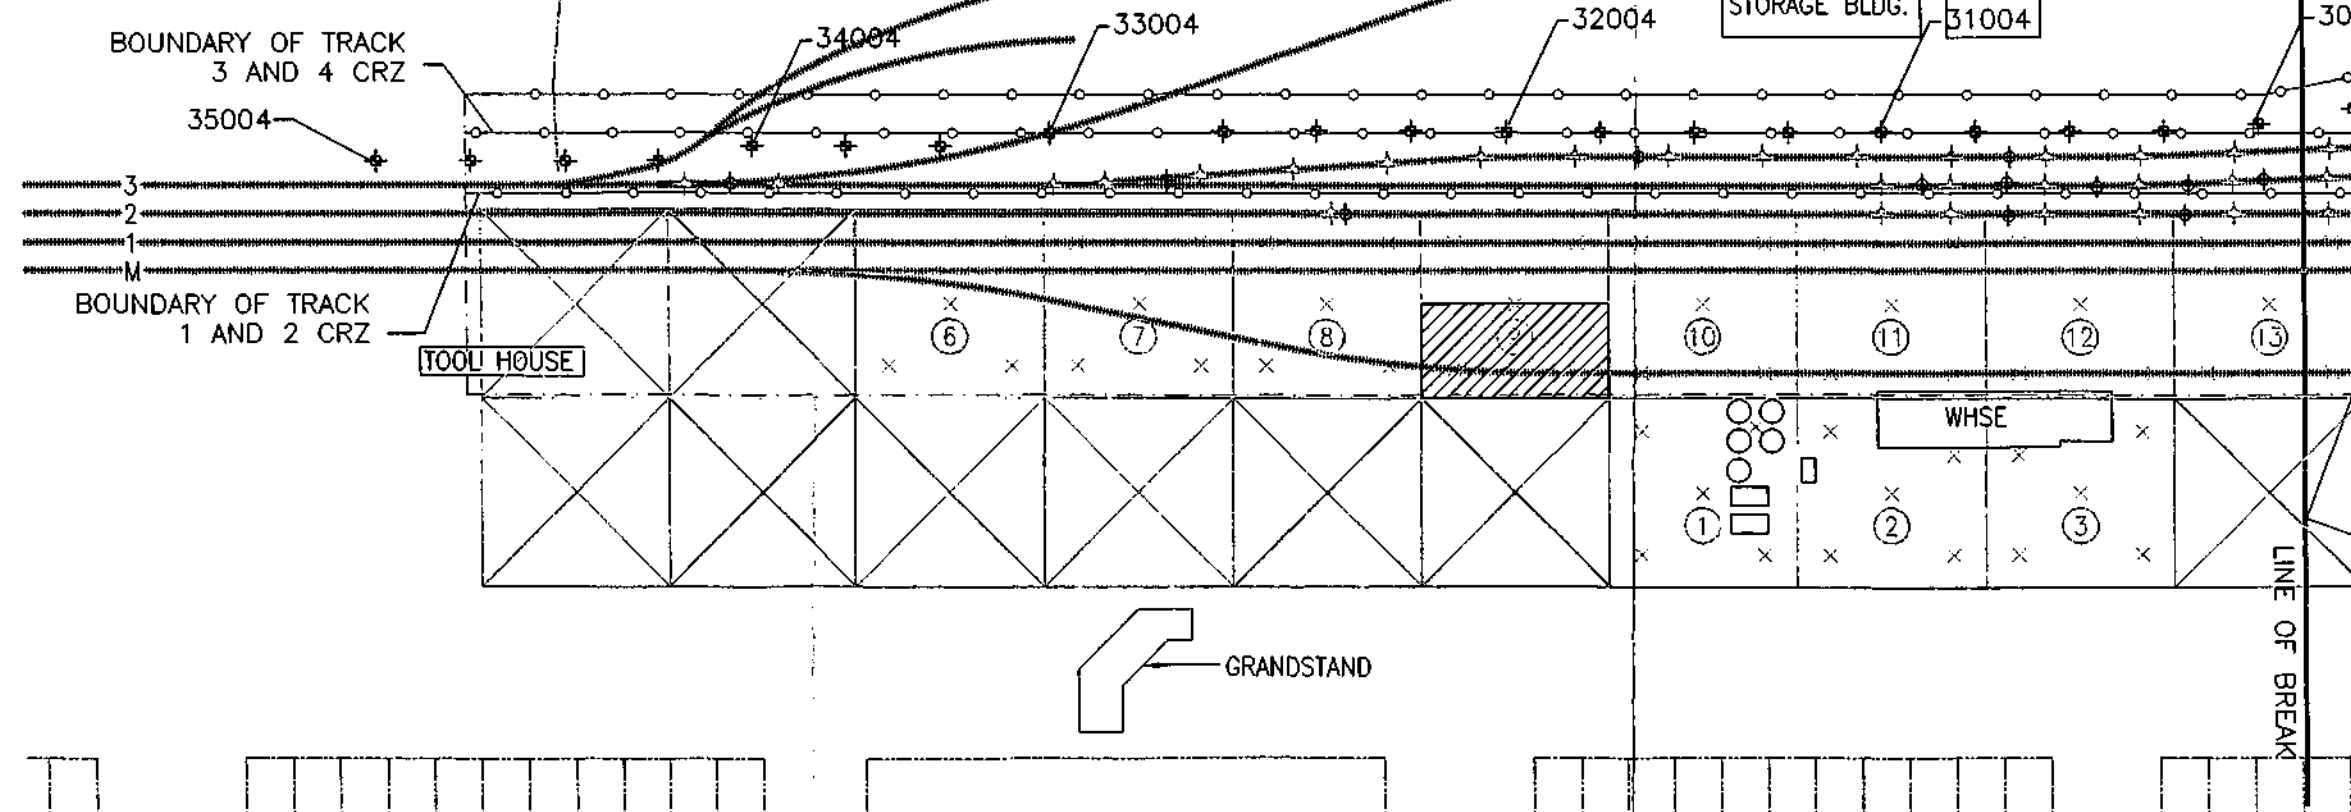 STORAGE BLDG.
34004
33004
32004
31004
30
BOUNDARY OF TRACK
3 AND 4 CRZ
35004
3
2
1
M
BOUNDARY OF TRACK
1 AND 2 CRZ
TOOL HOUSE
6
7
8
10
11
12
13
WHSE
1
2
3
LINE OF BREAK
GRANDSTAND